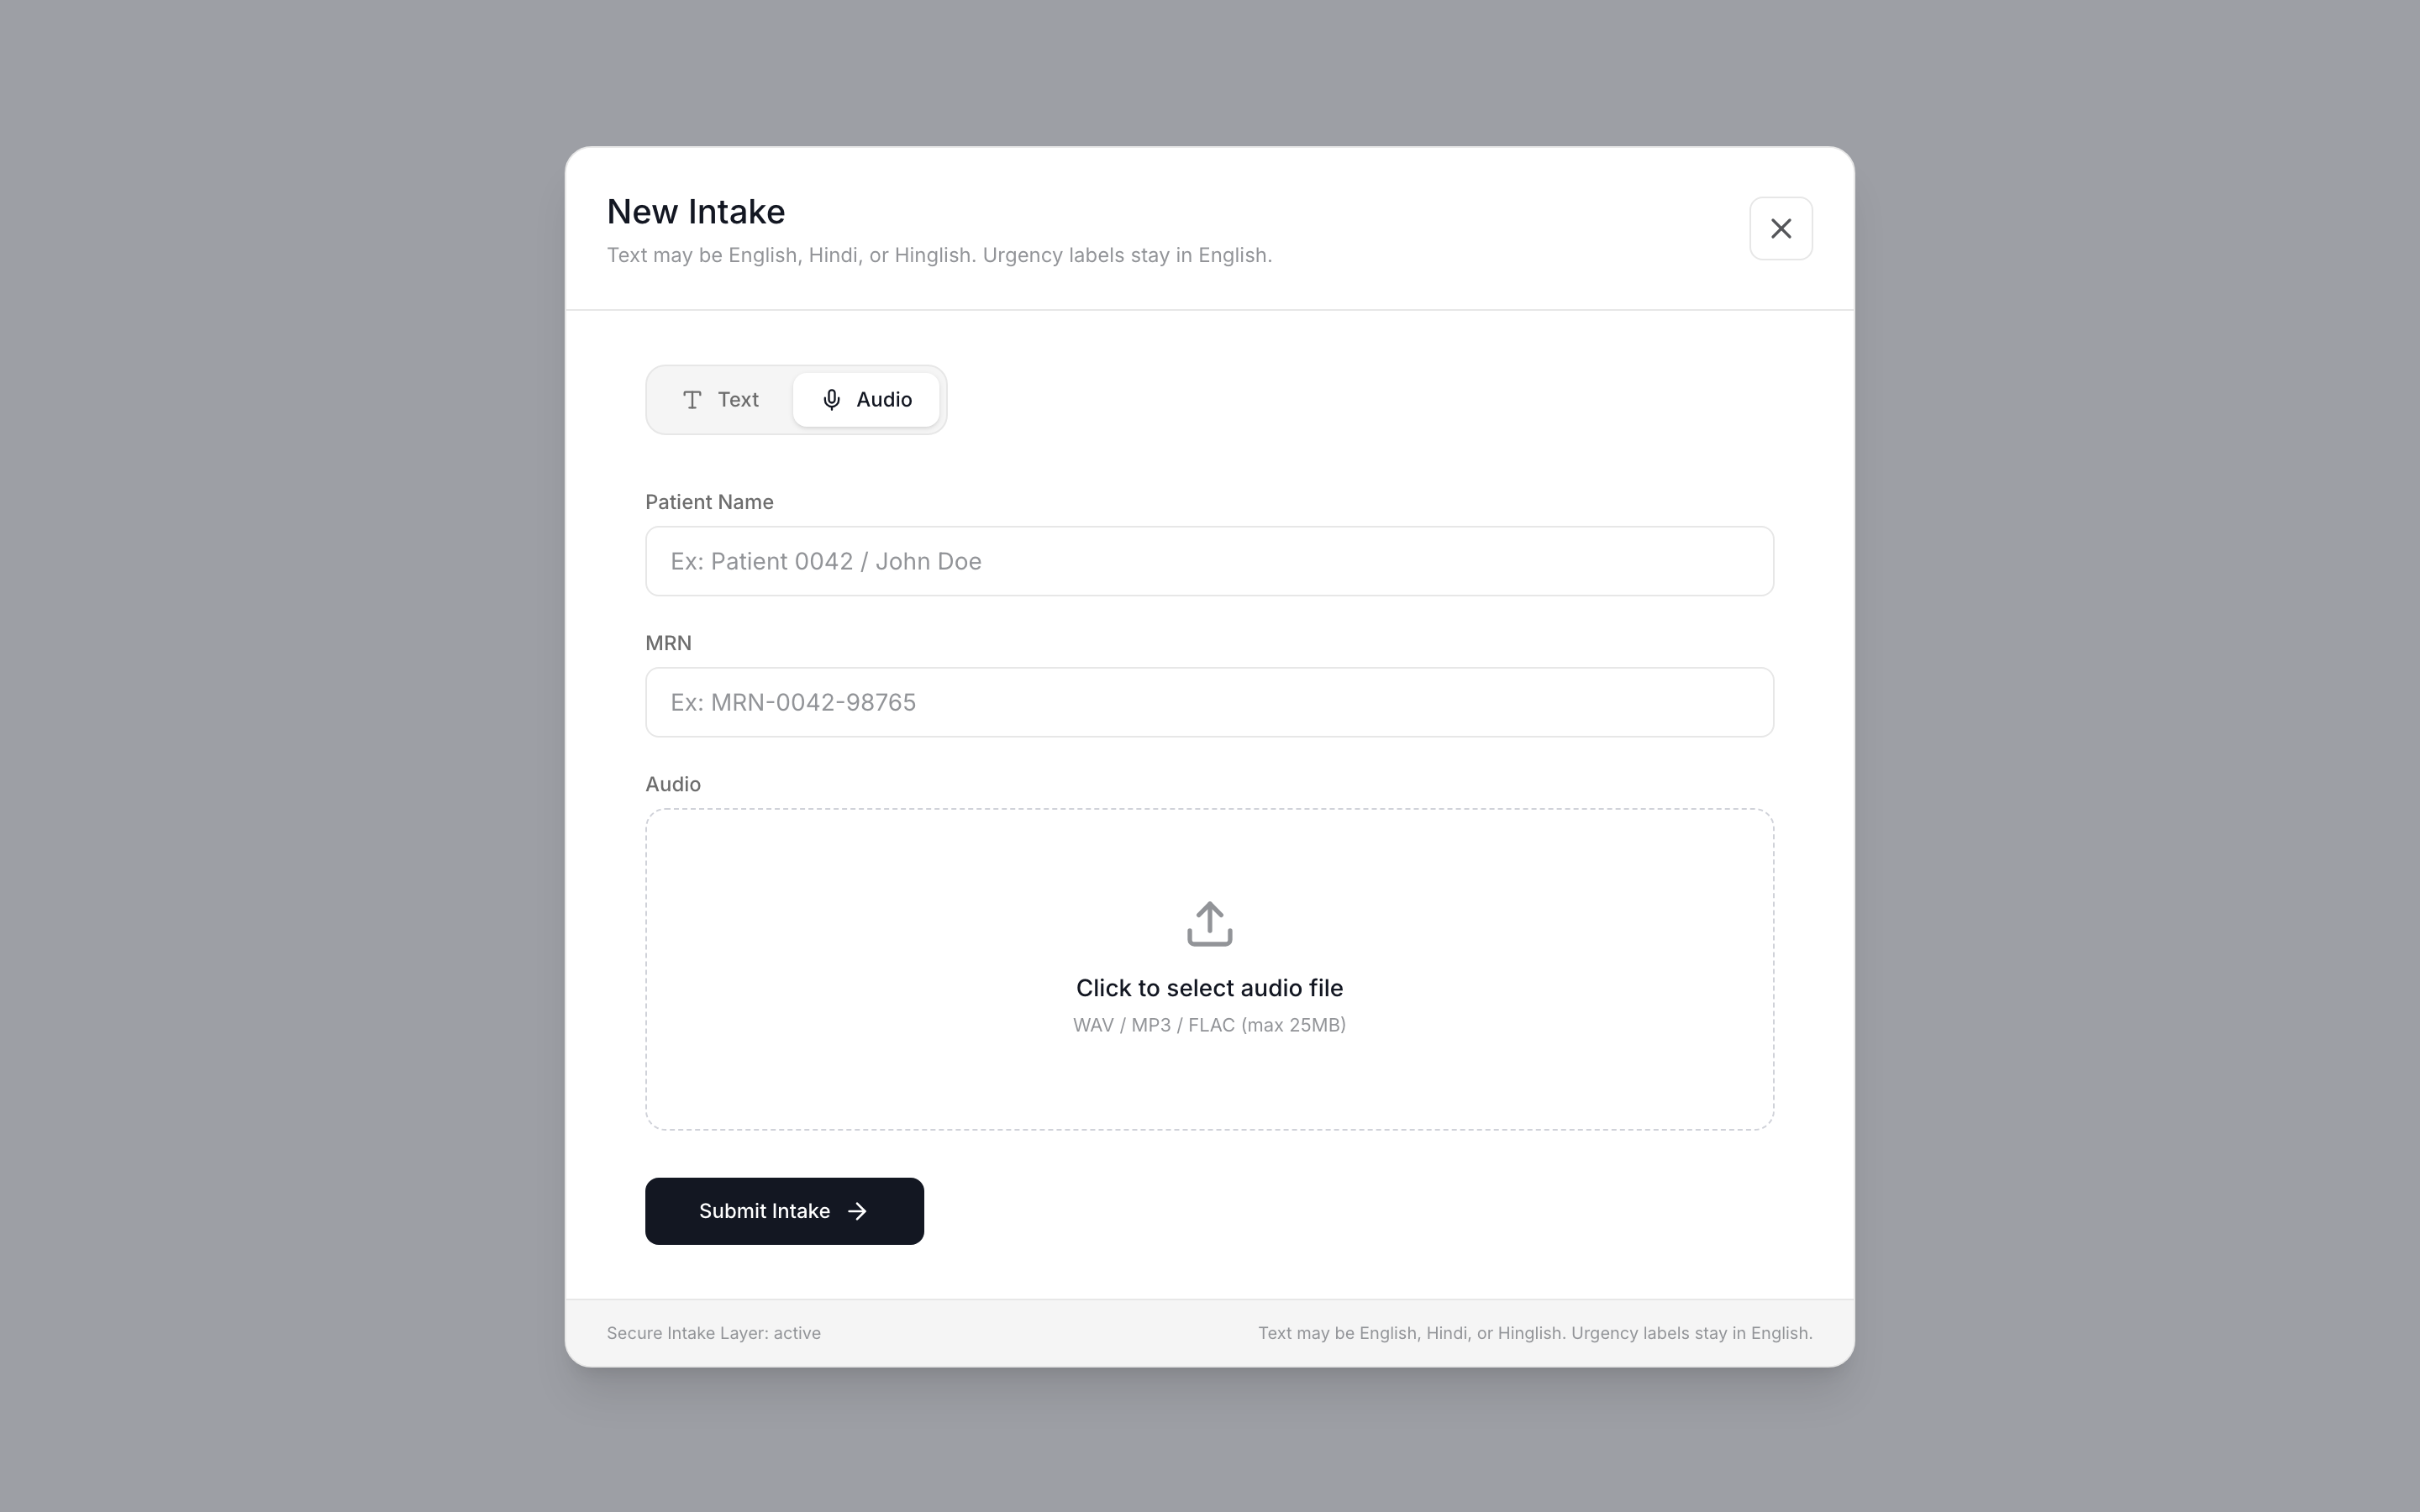 New Intake
Text may be English, Hindi, or Hinglish. Urgency labels stay in English.
Text
Audio
Patient Name
Ex: Patient 0042 / John Doe
MRN
Ex: MRN-0042-98765
Audio
Click to select audio file
WAV / MP3 / FLAC (max 25MB)
Submit Intake
Secure Intake Layer: active
Text may be English, Hindi, or Hinglish. Urgency labels stay in English.